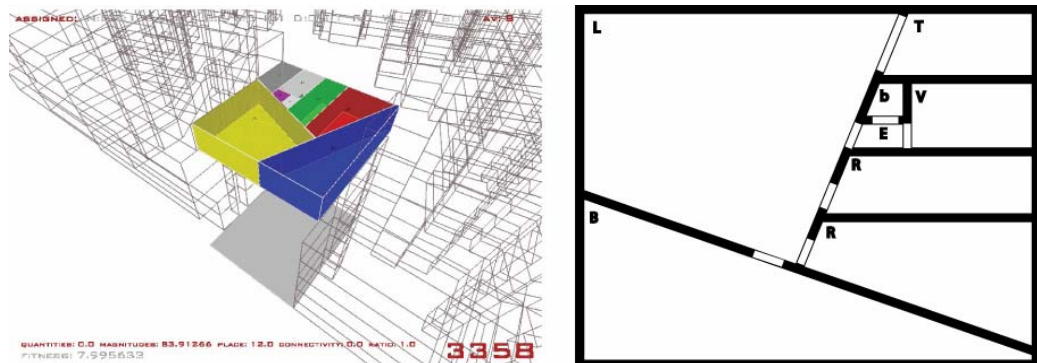 ASSIGNED:
AV: 8
QUANTITIES: 0.0 MAGNITUDES: 83.91266 PLACE: 12.0 CONNECTIVITY: 0.0 RATIO: 1.0
FITNESS: 7.995633
3358
L
T
b
V
E
R
B
R